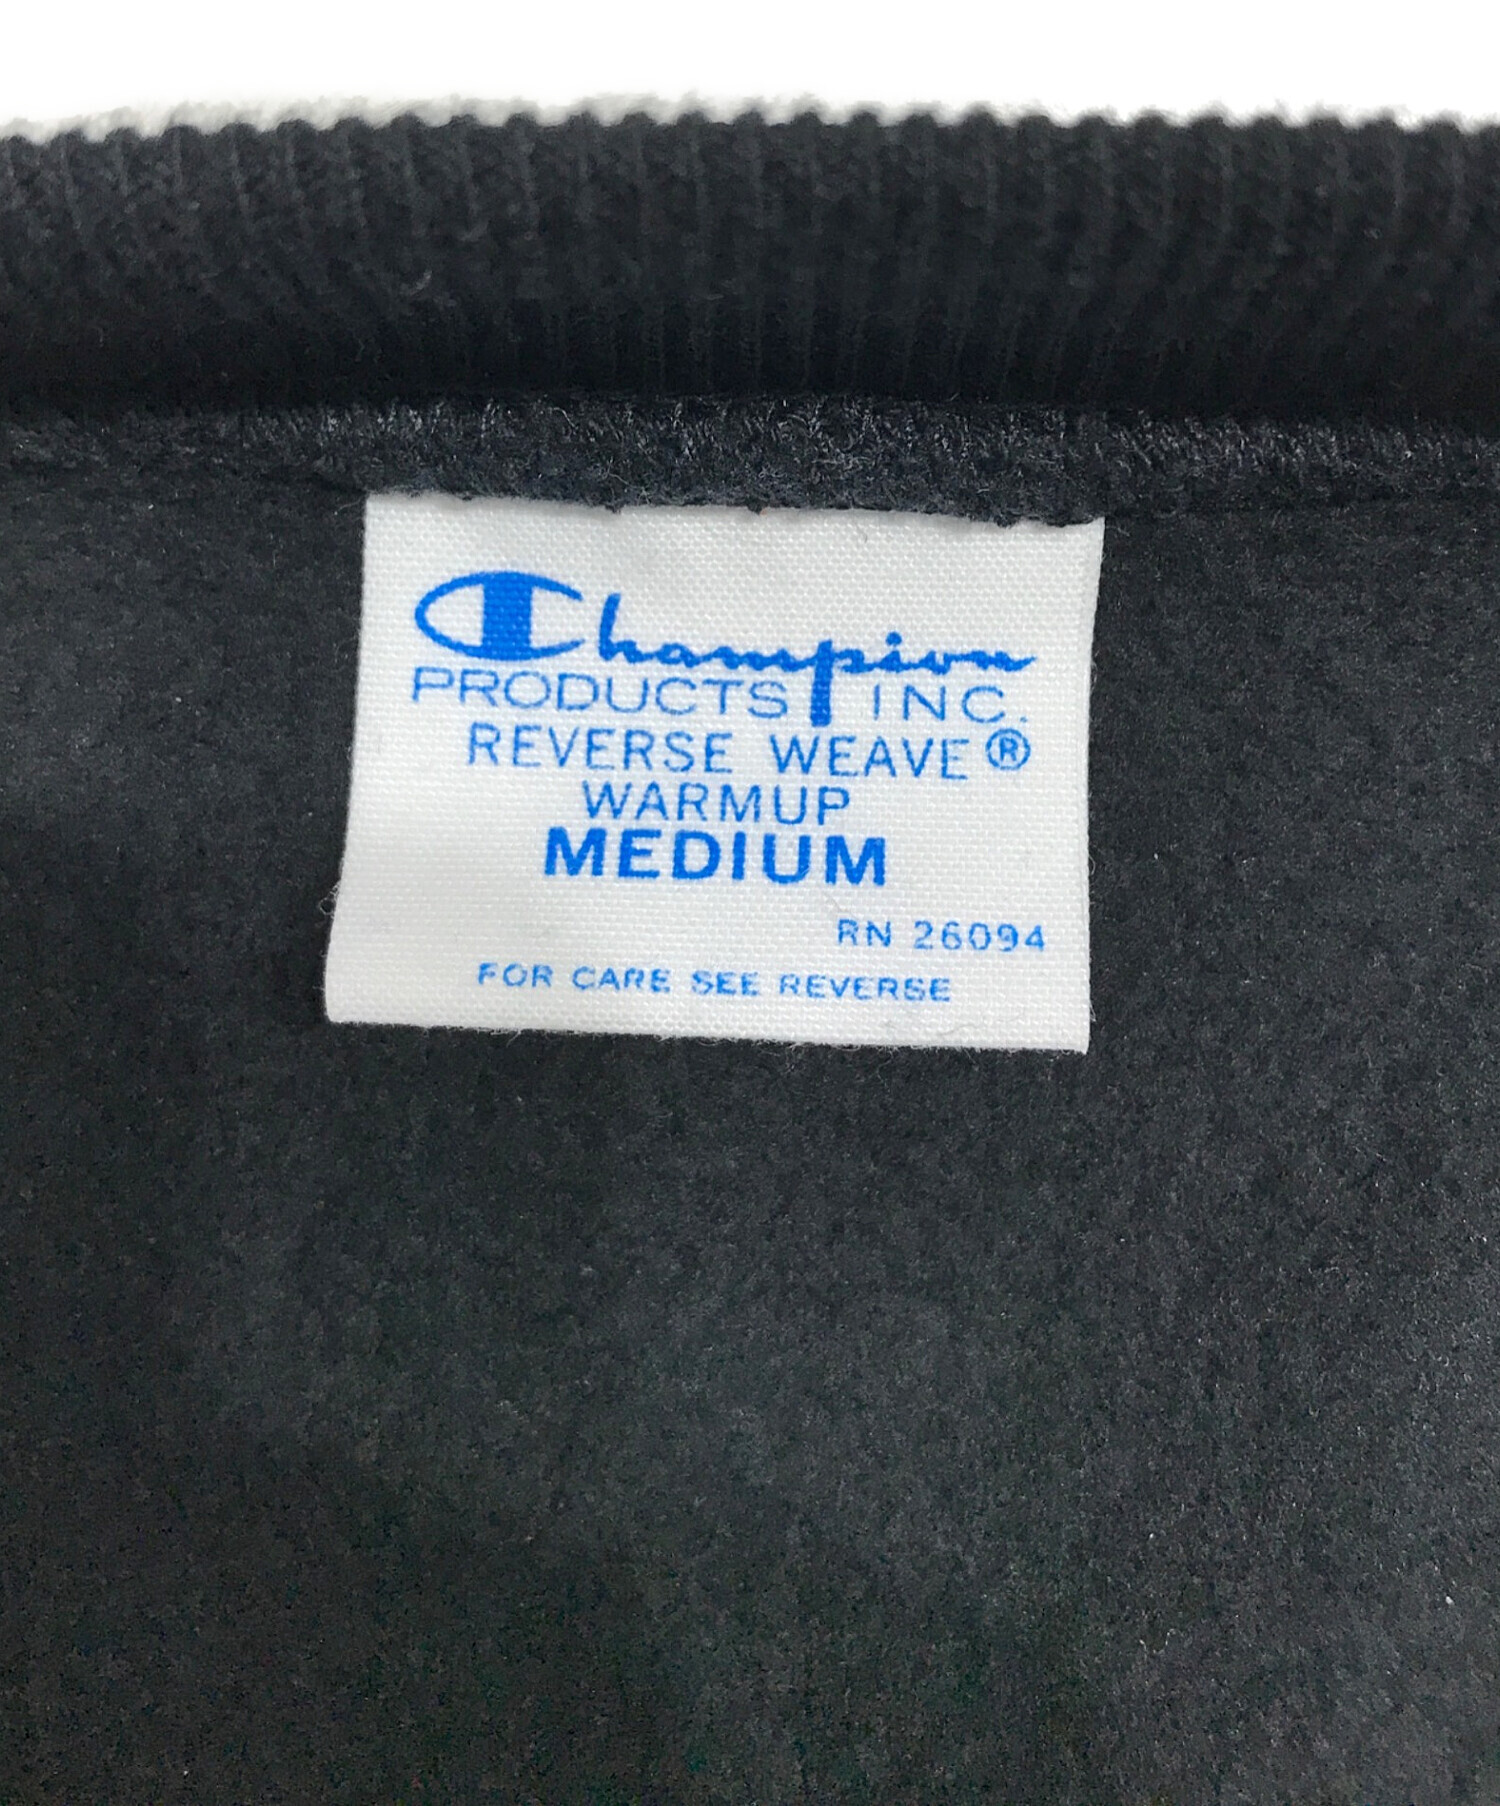 Champion
PRODUCTS INC.
REVERSE WEAVE®
WARMUP
MEDIUM
RN 26094
FOR CARE SEE REVERSE